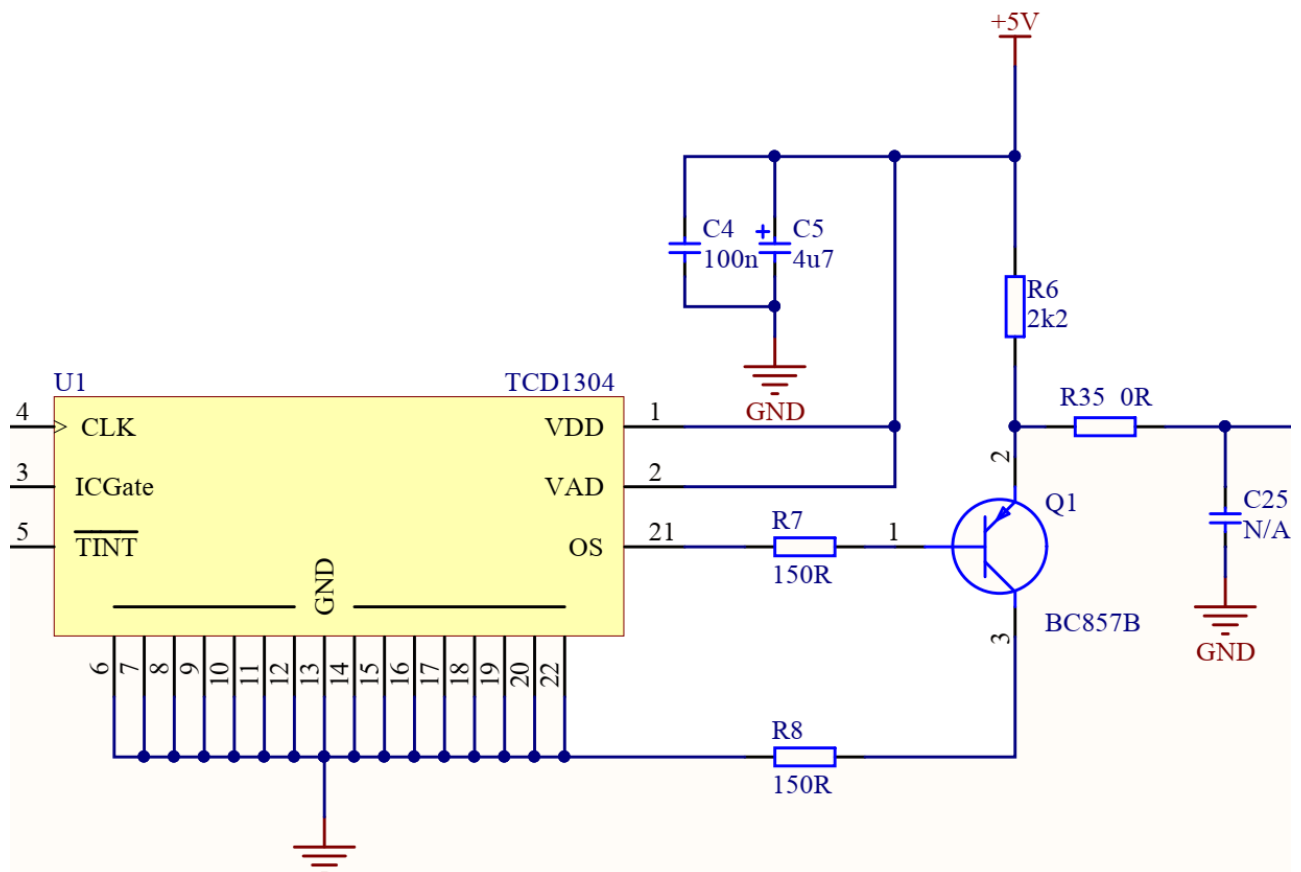 +5V
C4
100n
+
C5
4u7
R6
2k2
GND
U1
TCD1304
R35 0R
4
> CLK
VDD
1
3
ICGate
VAD
2
5
TINT
OS
21
R7
150R
1
2
Q1
C25
N/A
GND
BC857B
3
GND
6
7
8
9
10
11
12
13
14
15
16
17
18
19
20
22
R8
150R